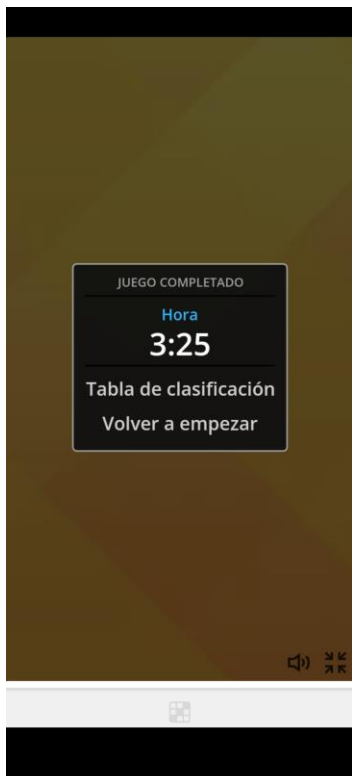 JUEGO COMPLETADO
Hora
3:25
Tabla de clasificación
Volver a empezar